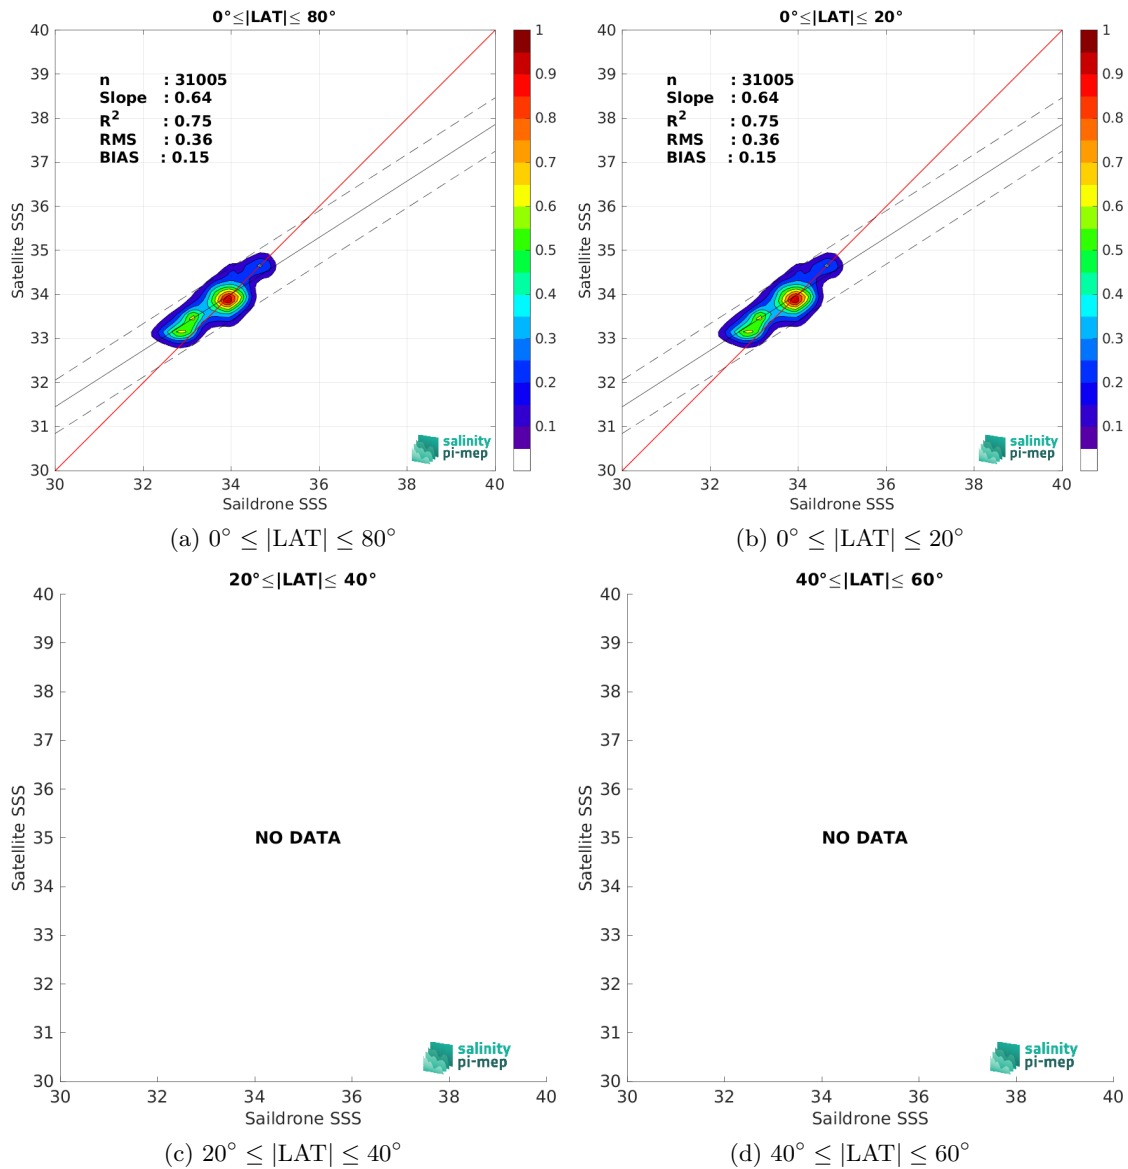 0°≤|LAT|≤ 80°
40
39
38
37
36
35
34
33
32
31
30
Satellite SSS
n : 31005
Slope : 0.64
R² : 0.75
RMS : 0.36
BIAS : 0.15
1
0.9
0.8
0.7
0.6
0.5
0.4
0.3
0.2
0.1
salinity
pi-mep
30 32 34 36 38 40
Saildrone SSS
(a) 0° ≤ |LAT| ≤ 80°
0°≤|LAT|≤ 20°
40
39
38
37
36
35
34
33
32
31
30
Satellite SSS
n : 31005
Slope : 0.64
R² : 0.75
RMS : 0.36
BIAS : 0.15
1
0.9
0.8
0.7
0.6
0.5
0.4
0.3
0.2
0.1
salinity
pi-mep
30 32 34 36 38 40
Saildrone SSS
(b) 0° ≤ |LAT| ≤ 20°
20°≤|LAT|≤ 40°
40
39
38
37
36
35
34
33
32
31
30
Satellite SSS
NO DATA
salinity
pi-mep
30 32 34 36 38 40
Saildrone SSS
(c) 20° ≤ |LAT| ≤ 40°
40°≤|LAT|≤ 60°
40
39
38
37
36
35
34
33
32
31
30
Satellite SSS
NO DATA
salinity
pi-mep
30 32 34 36 38 40
Saildrone SSS
(d) 40° ≤ |LAT| ≤ 60°